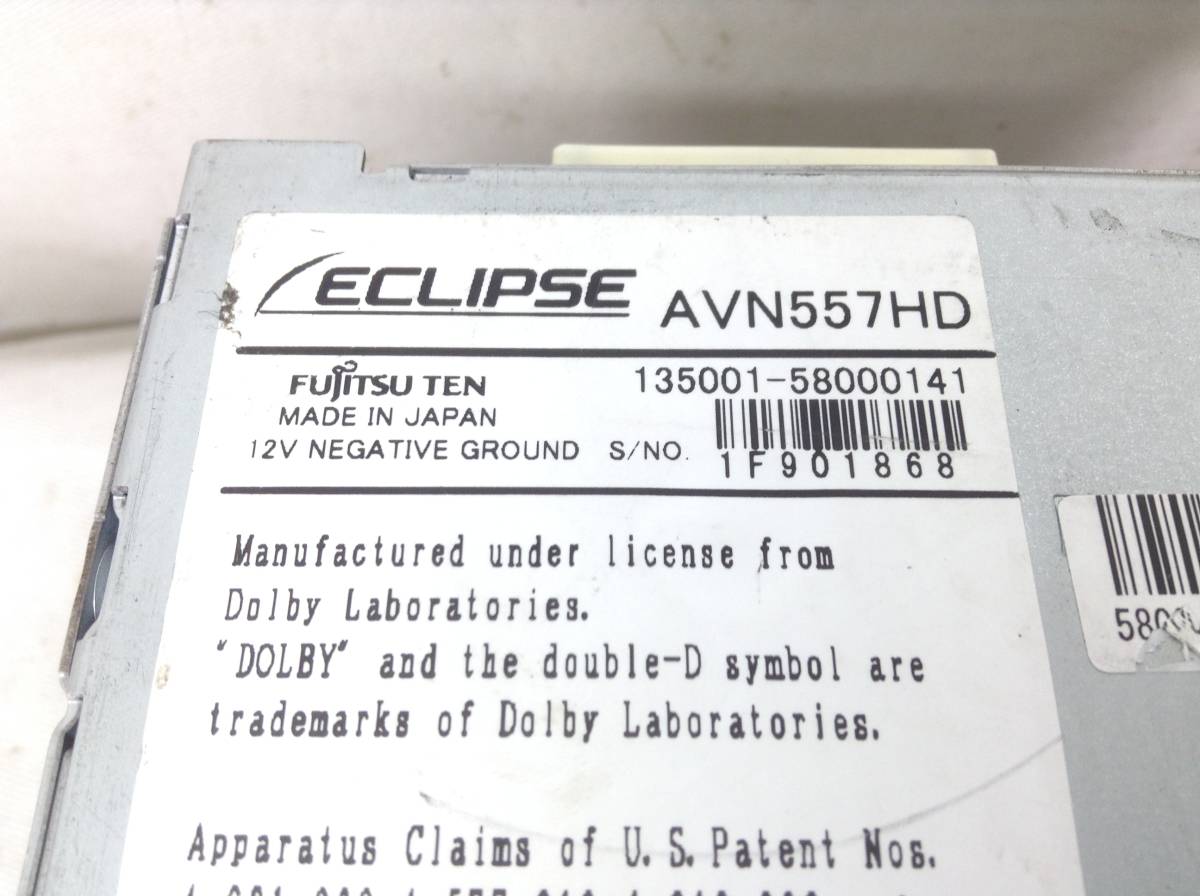 ECLIPSE AVN557HD
FUJITSU TEN 135001-58000141
MADE IN JAPAN
12V NEGATIVE GROUND S/NO.
1F901868
Manufactured under license from
Dolby Laboratories.
"DOLBY" and the double-D symbol are
trademarks of Dolby Laboratories.
Apparatus Claims of U.S.Patent Nos.